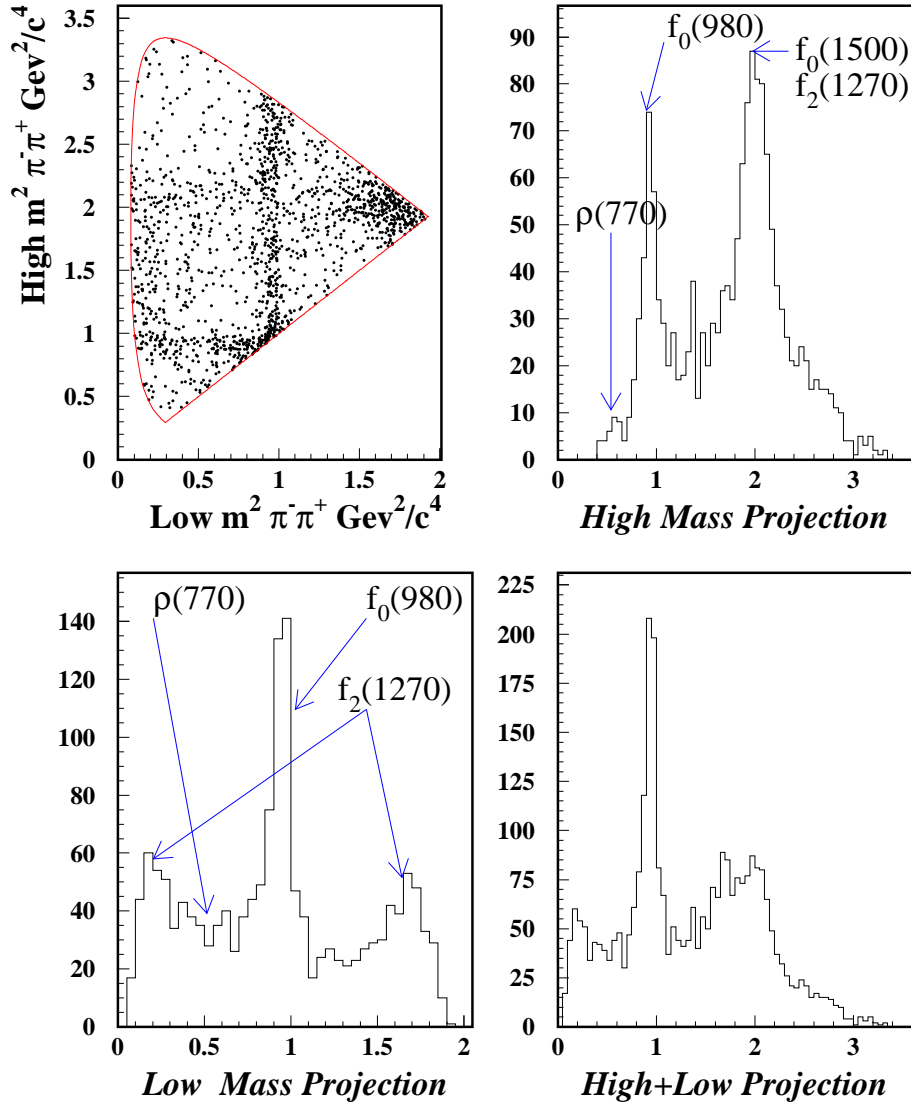 High m² π⁻π⁺ Gev²/c⁴
3.5
3
2.5
2
1.5
1
0.5
0
0 0.5 1 1.5 2
Low m² π⁻π⁺ Gev²/c⁴
90
80
70
60
50
40
30
20
10
0
f₀(980)
f₀(1500)
f₂(1270)
ρ(770)
0 1 2 3
High Mass Projection
140
120
100
80
60
40
20
0
ρ(770)
f₀(980)
f₂(1270)
0 0.5 1 1.5 2
Low Mass Projection
225
200
175
150
125
100
75
50
25
0
0 1 2 3
High+Low Projection